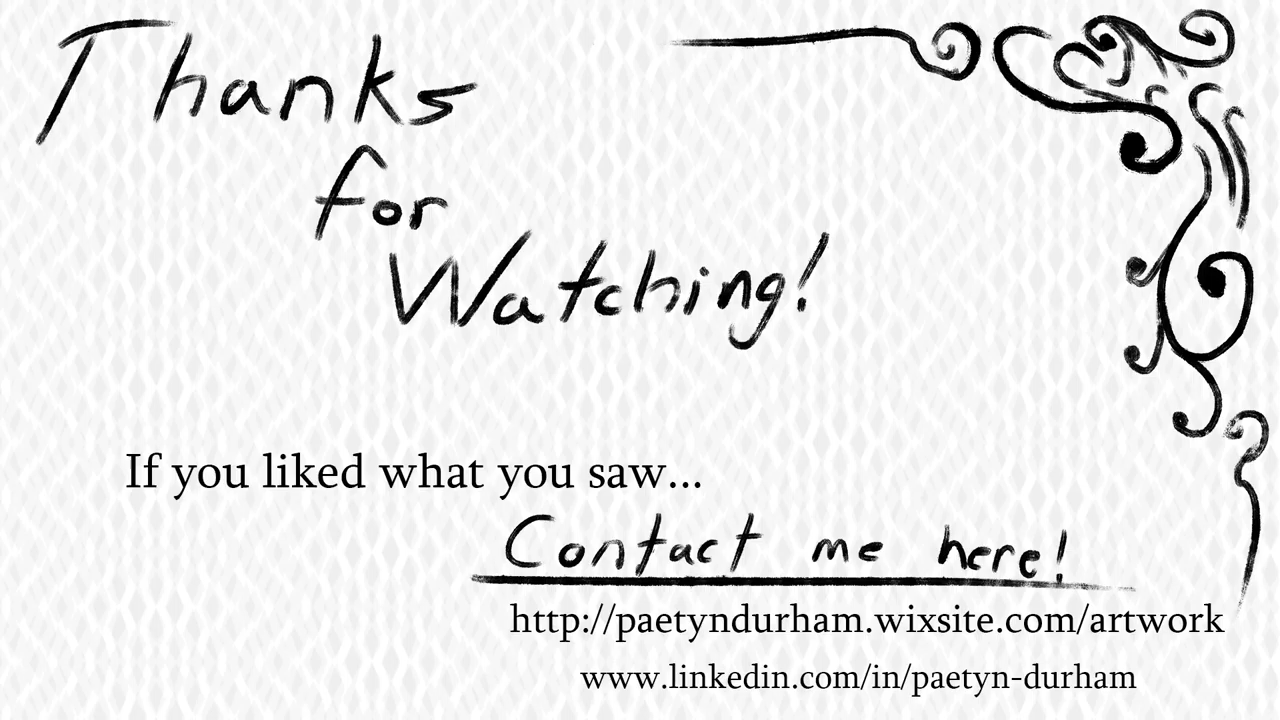 Thanks
for
Watching!
If you liked what you saw...
Contact me here!
http://paetyndurham.wixsite.com/artwork
www.linkedin.com/in/paetyn-durham